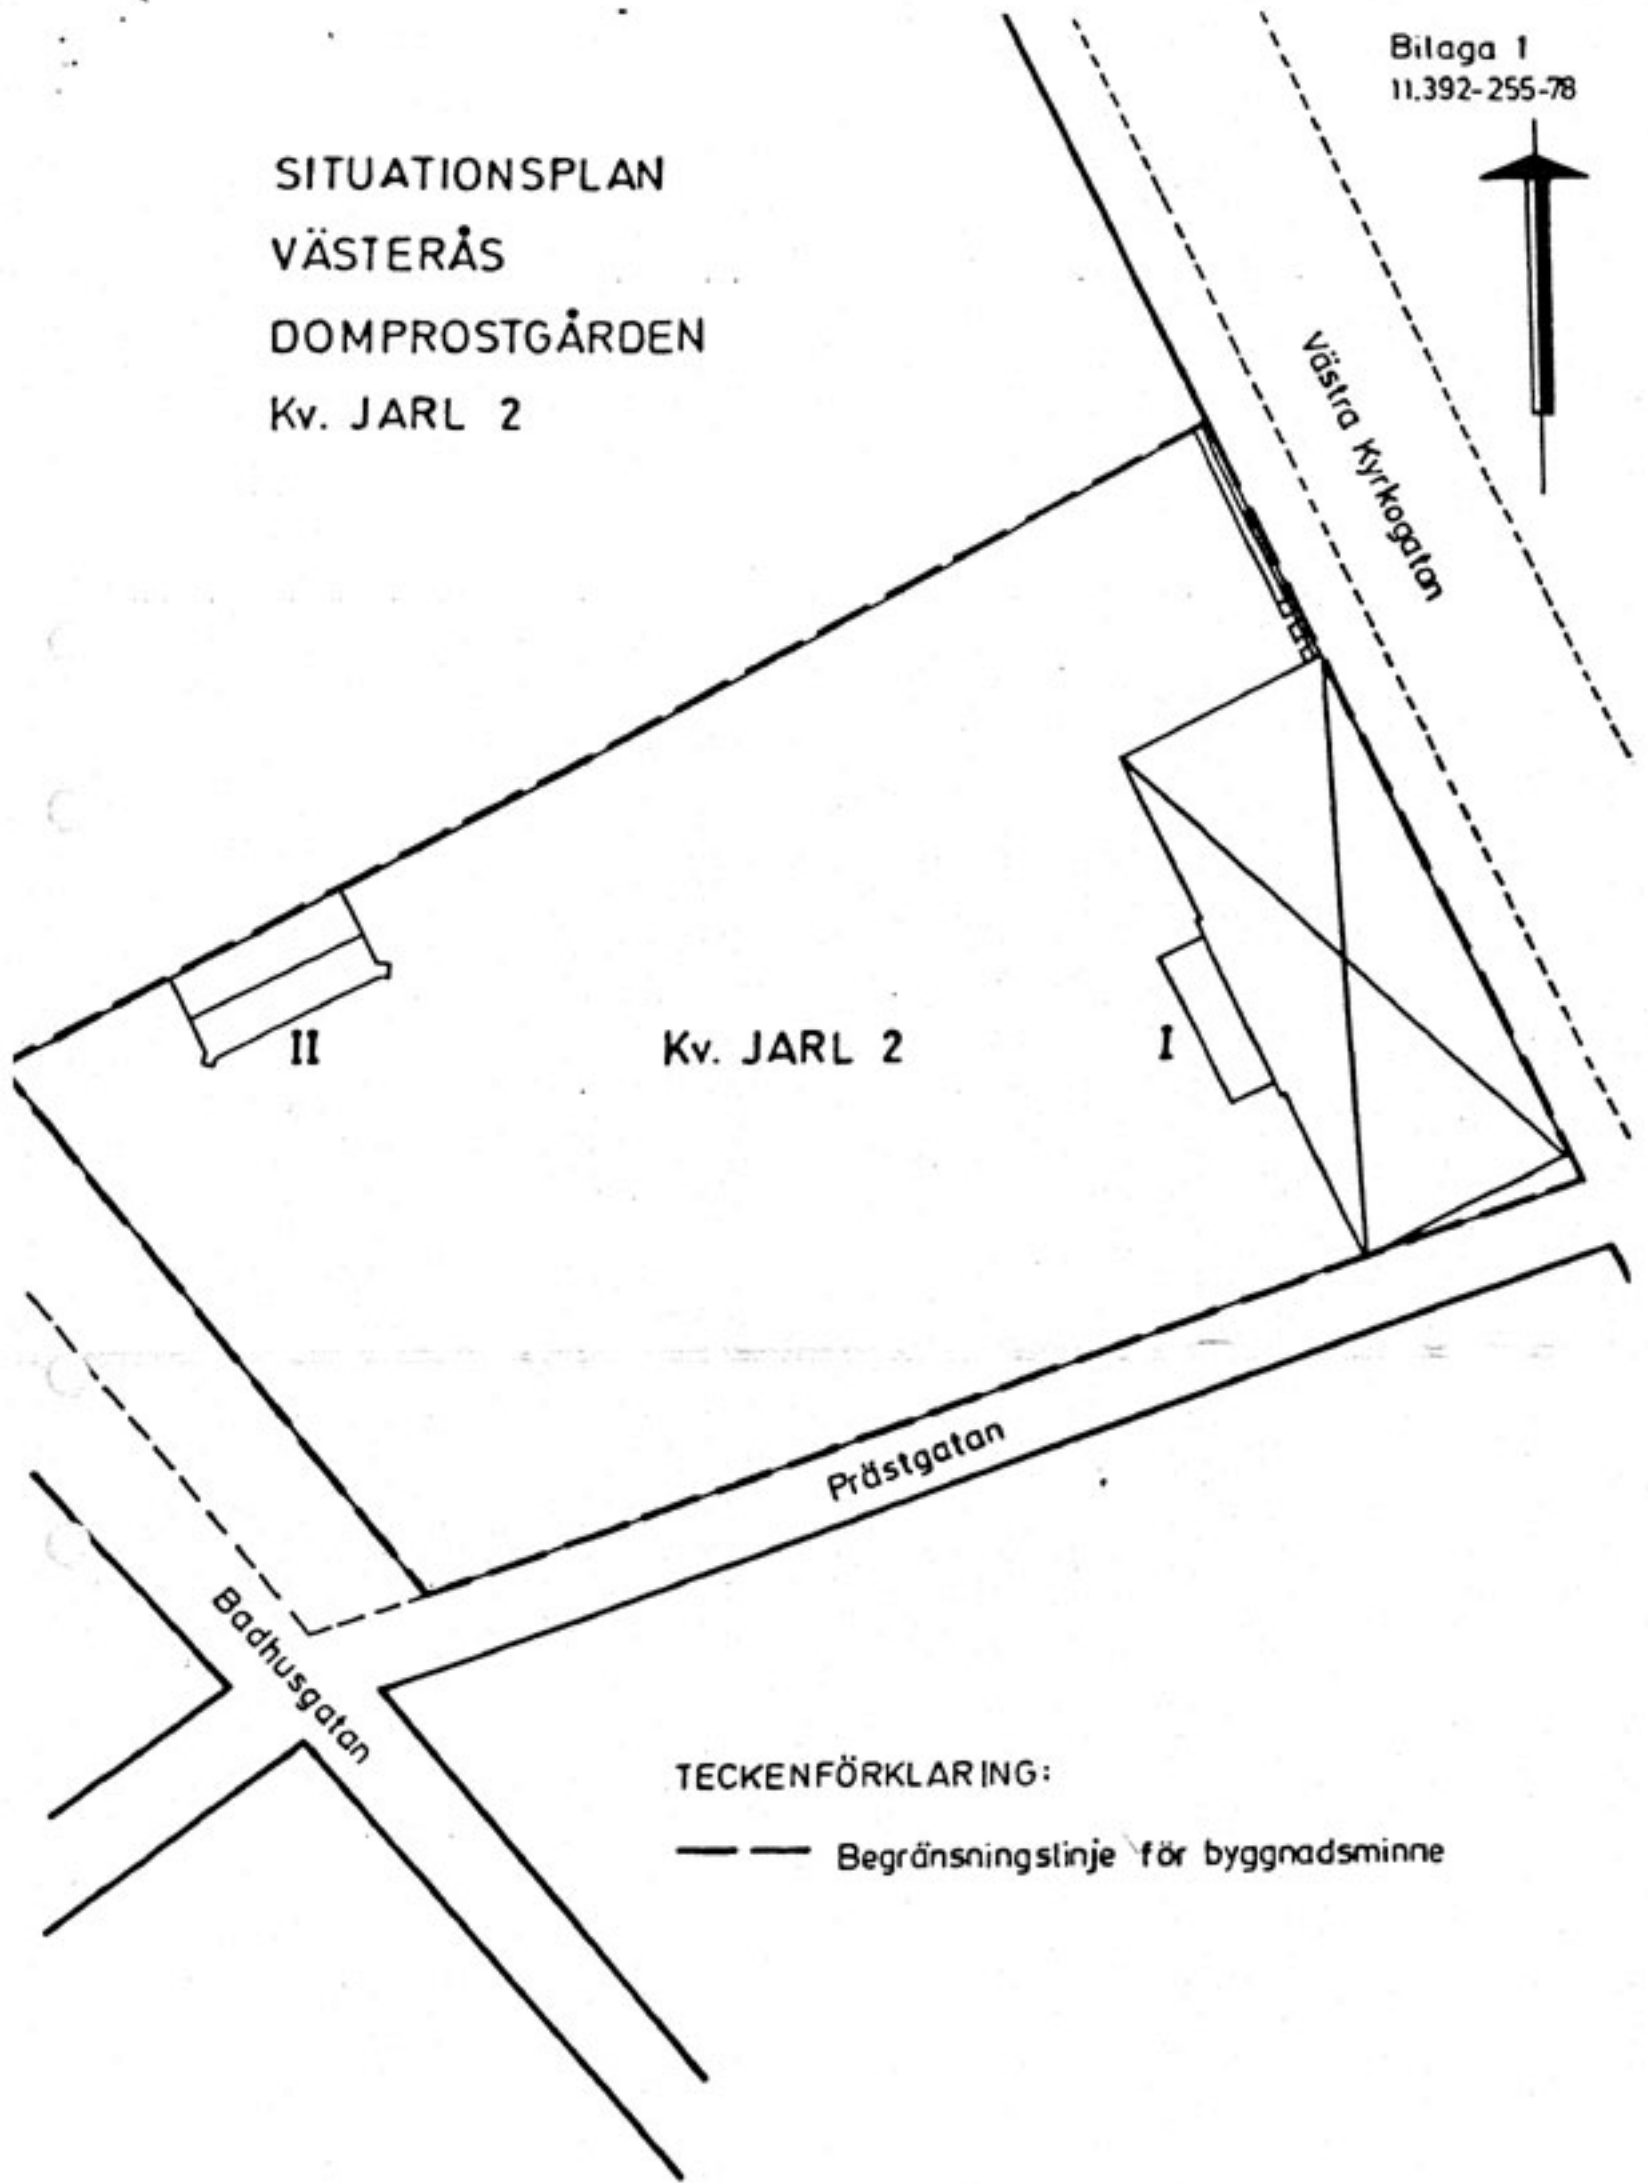 Bilaga 1
11.392-255-78
SITUATIONSPLAN
VÄSTERÅS
DOMPROSTGÅRDEN
Kv. JARL 2
Västra Kyrkogatan
II
Kv. JARL 2
I
Prästgatan
Badhusgatan
TECKENFÖRKLARING:
Begränsningslinje för byggnadsminne